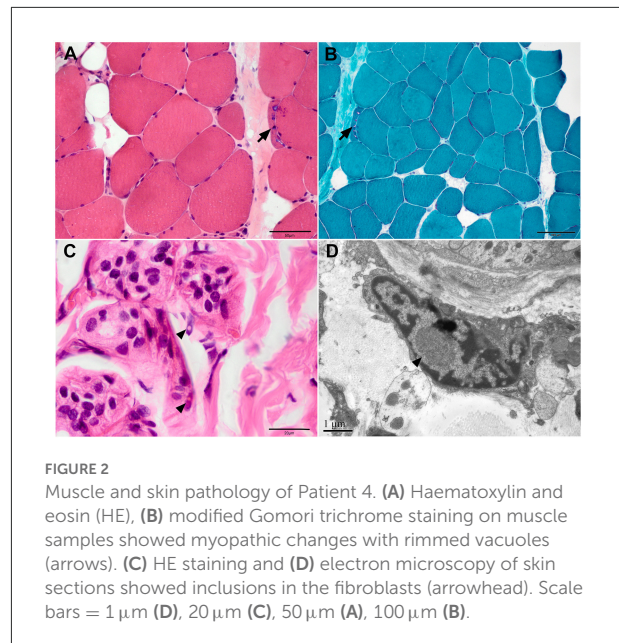 A
B
C
D
1 μm
FIGURE 2
Muscle and skin pathology of Patient 4. (A) Haematoxylin and
eosin (HE), (B) modified Gomori trichrome staining on muscle
samples showed myopathic changes with rimmed vacuoles
(arrows). (C) HE staining and (D) electron microscopy of skin
sections showed inclusions in the fibroblasts (arrowhead). Scale
bars = 1 μm (D), 20 μm (C), 50 μm (A), 100 μm (B).